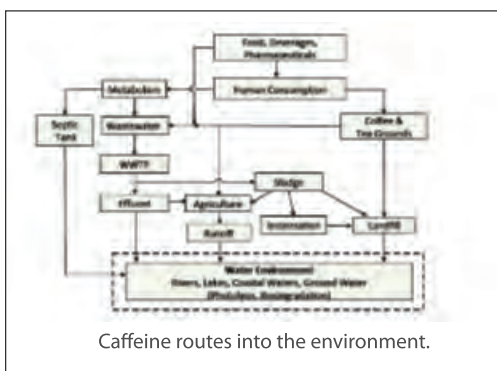 Food, Beverages,
Pharmaceuticals
Metabolism
Human Consumption
Septic
Tank
Wastewater
Coffee &
Tea Grounds
WWTP
Sludge
Effluent
Agriculture
Incineration
Landfill
Runoff
Water Environment
Rivers, Lakes, Coastal Waters, Ground Water
(Photolysis, Biodegradation)
Caffeine routes into the environment.